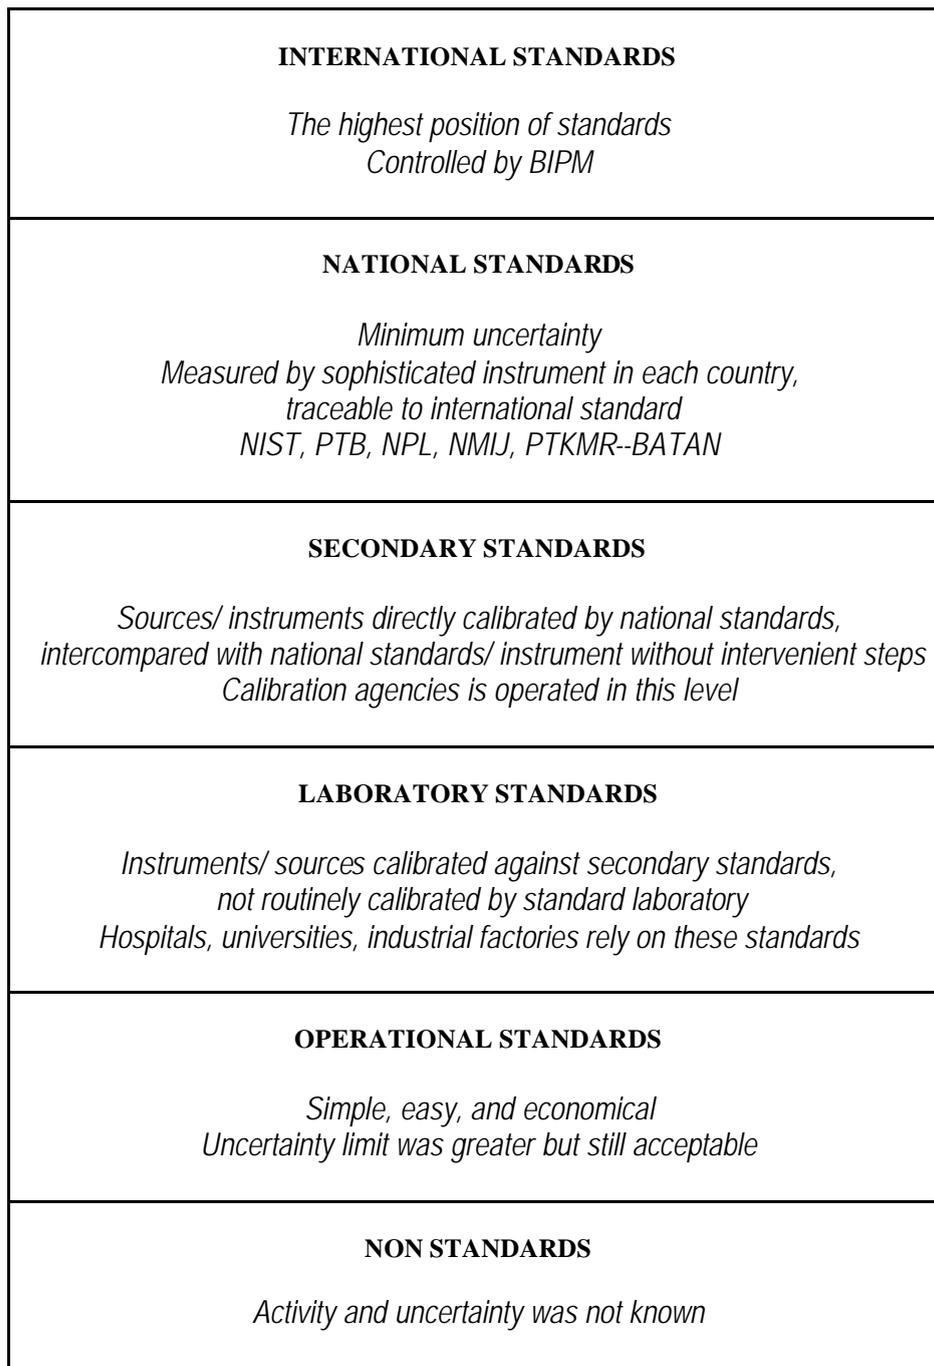 INTERNATIONAL STANDARDS
The highest position of standards
Controlled by BIPM
NATIONAL STANDARDS
Minimum uncertainty
Measured by sophisticated instrument in each country,
traceable to international standard
NIST, PTB, NPL, NMIJ, PTKMR--BATAN
SECONDARY STANDARDS
Sources/ instruments directly calibrated by national standards,
intercompared with national standards/ instrument without intervenient steps
Calibration agencies is operated in this level
LABORATORY STANDARDS
Instruments/ sources calibrated against secondary standards,
not routinely calibrated by standard laboratory
Hospitals, universities, industrial factories rely on these standards
OPERATIONAL STANDARDS
Simple, easy, and economical
Uncertainty limit was greater but still acceptable
NON STANDARDS
Activity and uncertainty was not known